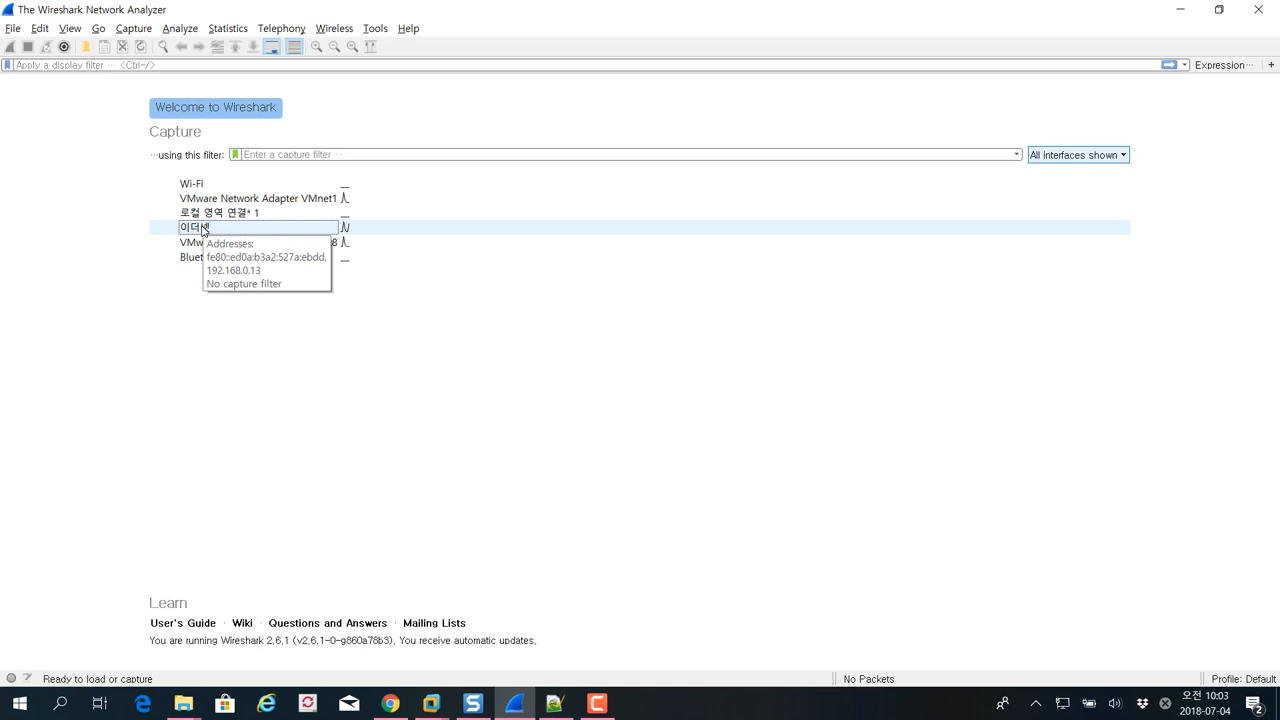 The Wireshark Network Analyzer
File Edit View Go Capture Analyze Statistics Telephony Wireless Tools Help
Apply a display filter ... <Ctrl-/> Expression... +
Welcome to Wireshark
Capture
...using this filter: Enter a capture filter ... All interfaces shown
Wi-Fi
VMware Network Adapter VMnet1
로컬 영역 연결* 1
이더넷
VMw 8
Bluet
Addresses:
fe80::ed0a:b3a2:527a:ebdd,
192.168.0.13
No capture filter
Learn
User's Guide · Wiki · Questions and Answers · Mailing Lists
You are running Wireshark 2.6.1 (v2.6.1-0-g860a78b3). You receive automatic updates.
Ready to load or capture No Packets Profile: Default
오전 10:03
2018-07-04
2